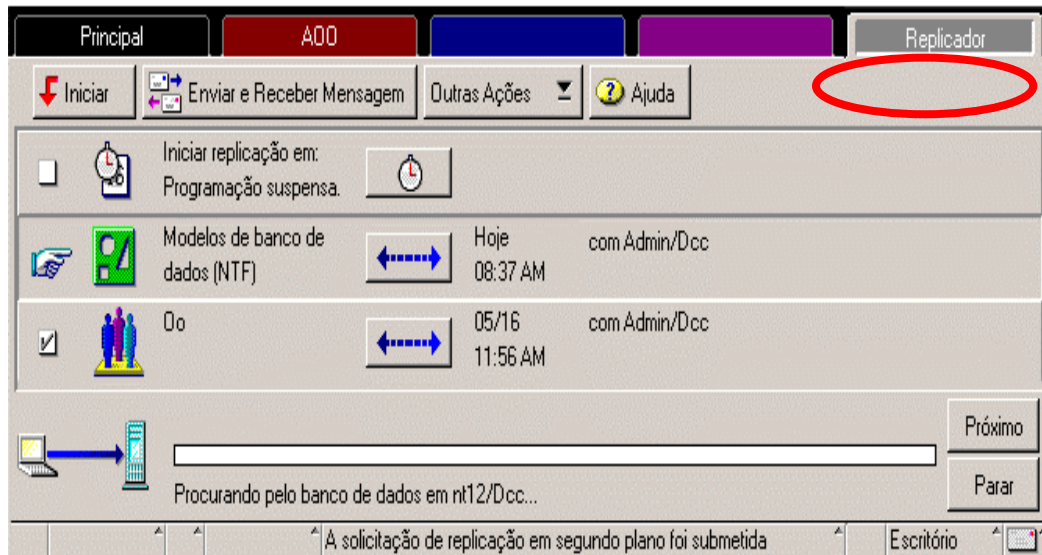 Principal A00 Replicador
Iniciar Enviar e Receber Mensagem Outras Ações Ajuda
Iniciar replicação em:
Programação suspensa.
Modelos de banco de dados (NTF) Hoje 08:37 AM com Admin/Dcc
Oo 05/16 11:56 AM com Admin/Dcc
Próximo
Procurando pelo banco de dados em nt12/Dcc...
Parar
A solicitação de replicação em segundo plano foi submetida Escritório